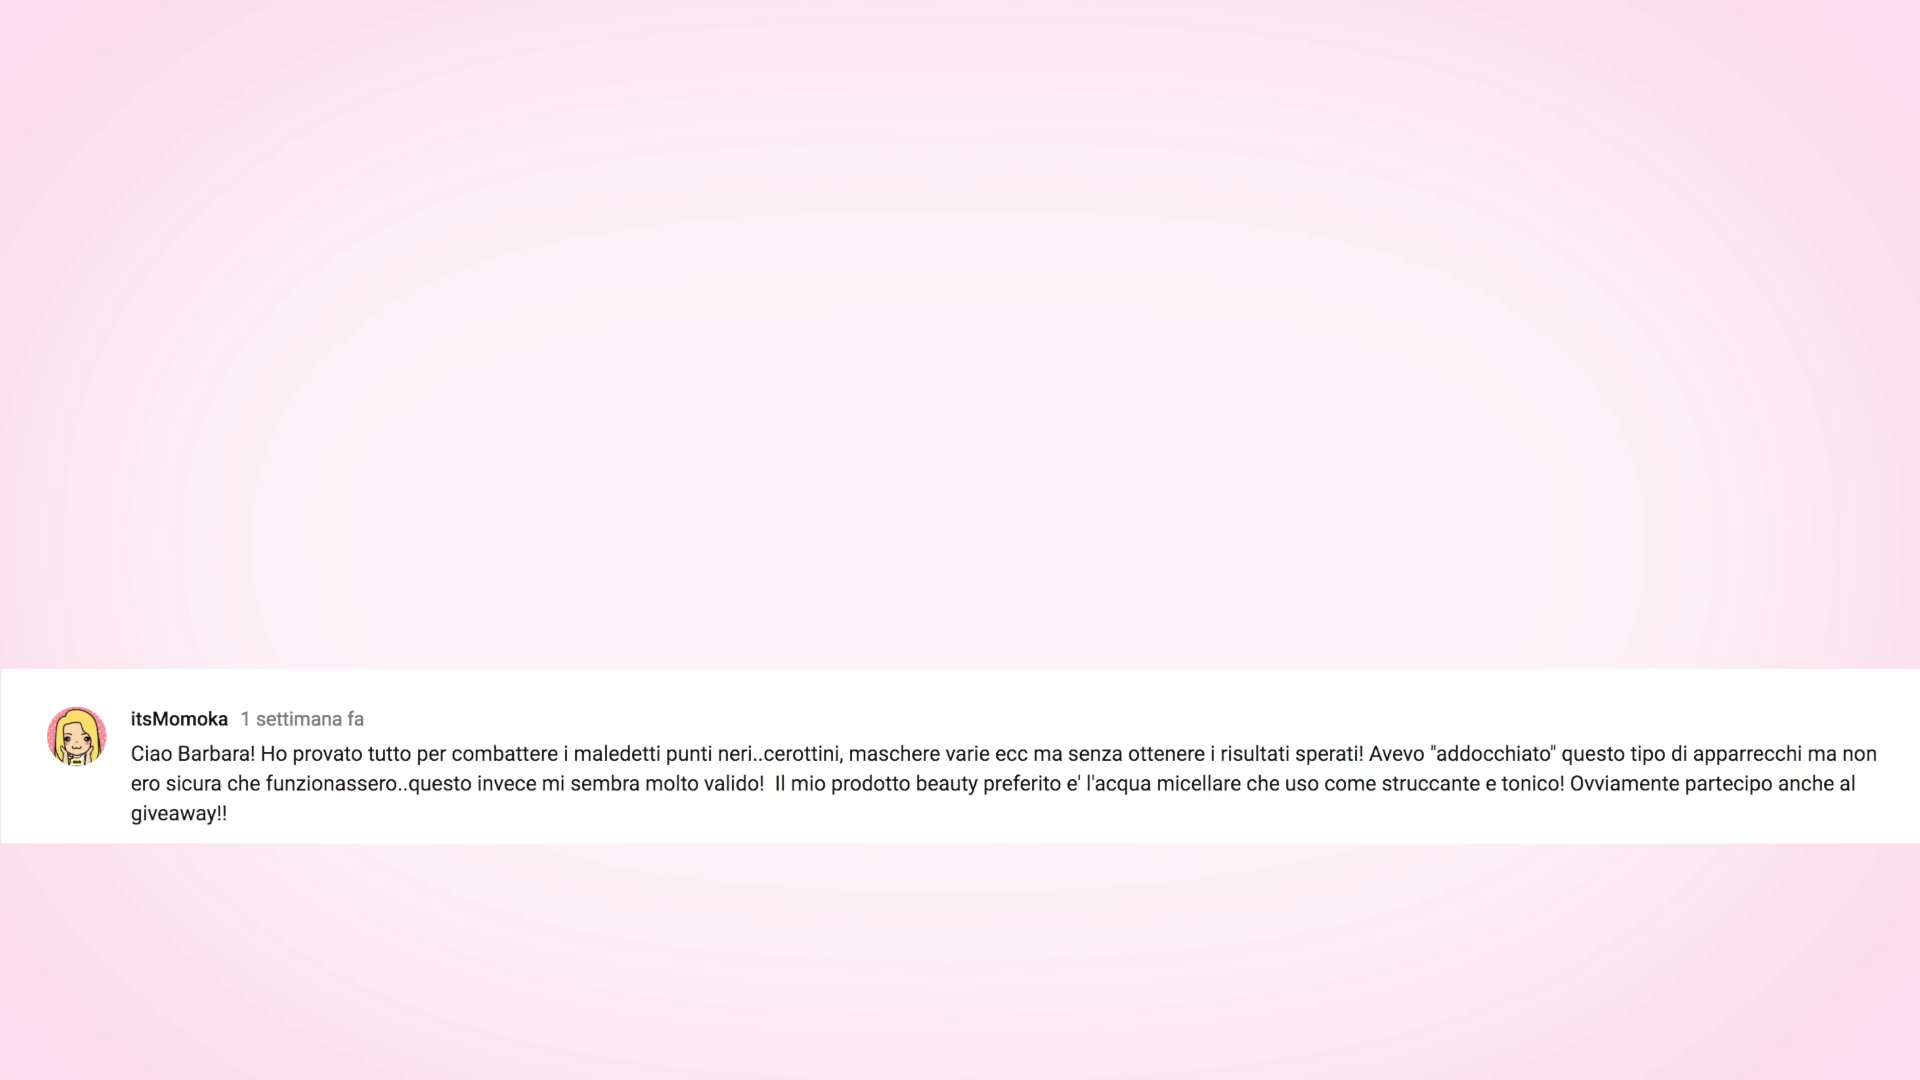 itsMomoka 1 settimana fa
Ciao Barbara! Ho provato tutto per combattere i maledetti punti neri..cerottini, maschere varie ecc ma senza ottenere i risultati sperati! Avevo "addocchiato" questo tipo di apparrecchi ma non
ero sicura che funzionassero..questo invece mi sembra molto valido!  Il mio prodotto beauty preferito e' l'acqua micellare che uso come struccante e tonico! Ovviamente partecipo anche al
giveaway!!